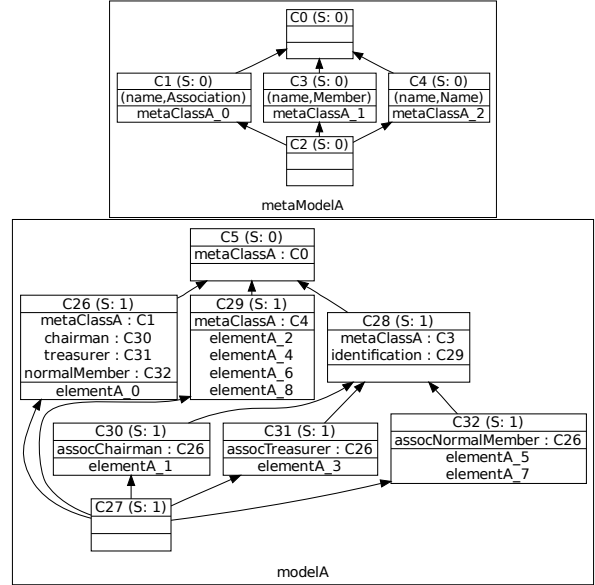 C0 (S: 0)
C1 (S: 0)
(name,Association)
metaClassA_0
C3 (S: 0)
(name,Member)
metaClassA_1
C4 (S: 0)
(name,Name)
metaClassA_2
C2 (S: 0)
metaModelA
C5 (S: 0)
metaClassA : C0
C26 (S: 1)
metaClassA : C1
chairman : C30
treasurer : C31
normalMember : C32
elementA_0
C29 (S: 1)
metaClassA : C4
elementA_2
elementA_4
elementA_6
elementA_8
C28 (S: 1)
metaClassA : C3
identification : C29
C30 (S: 1)
assocChairman : C26
elementA_1
C31 (S: 1)
assocTreasurer : C26
elementA_3
C32 (S: 1)
assocNormalMember : C26
elementA_5
elementA_7
C27 (S: 1)
modelA